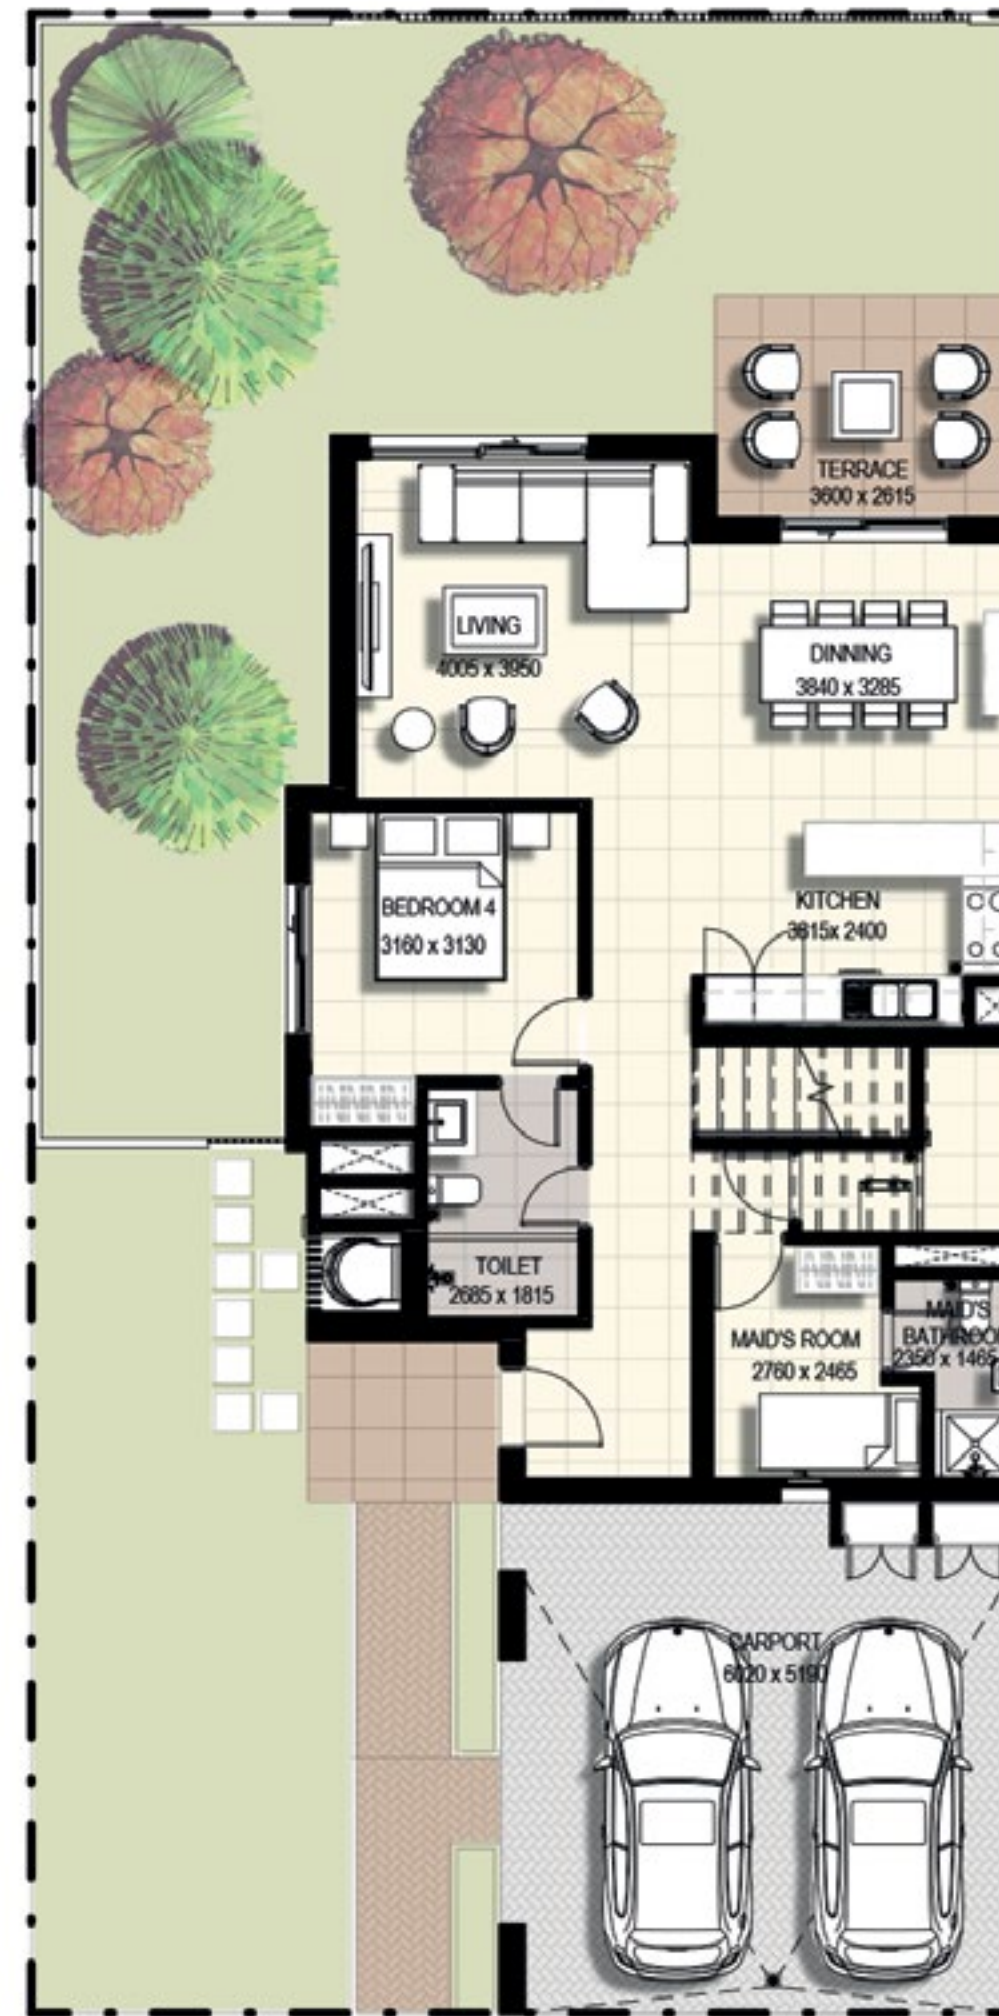 TERRACE
3600 x 2615
LIVING
4005 x 3950
DINNING
3840 x 3285
KITCHEN
3815x 2400
BEDROOM 4
3160 x 3130
TOILET
2685 x 1815
MAID'S ROOM
2760 x 2465
MAID'S
BATHROO
2350 x 1465
CARPORT
6020 x 5190